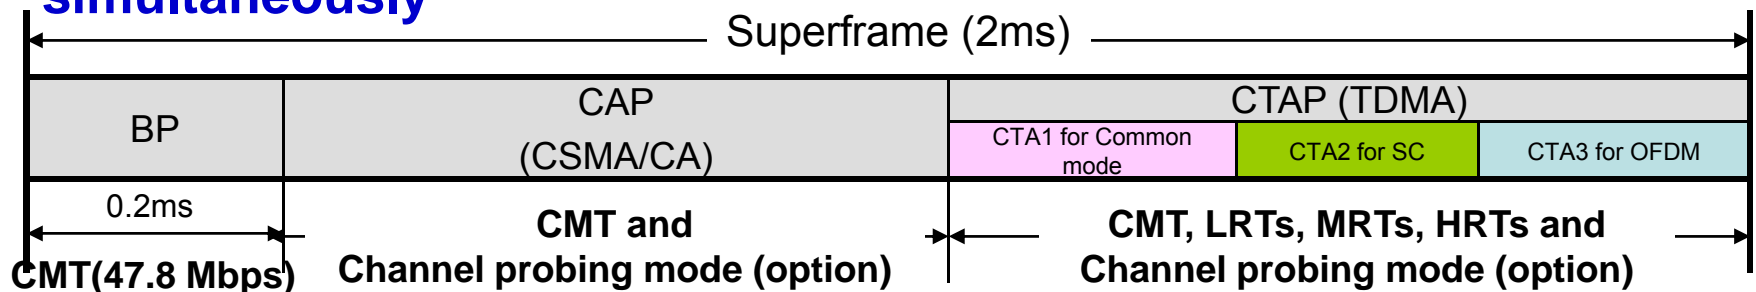 simultaneously
Superframe (2ms)
BP
CAP
(CSMA/CA)
CTAP (TDMA)
CTA1 for Common
mode
CTA2 for SC
CTA3 for OFDM
0.2ms
CMT(47.8 Mbps)
CMT and
Channel probing mode (option)
CMT, LRTs, MRTs, HRTs and
Channel probing mode (option)